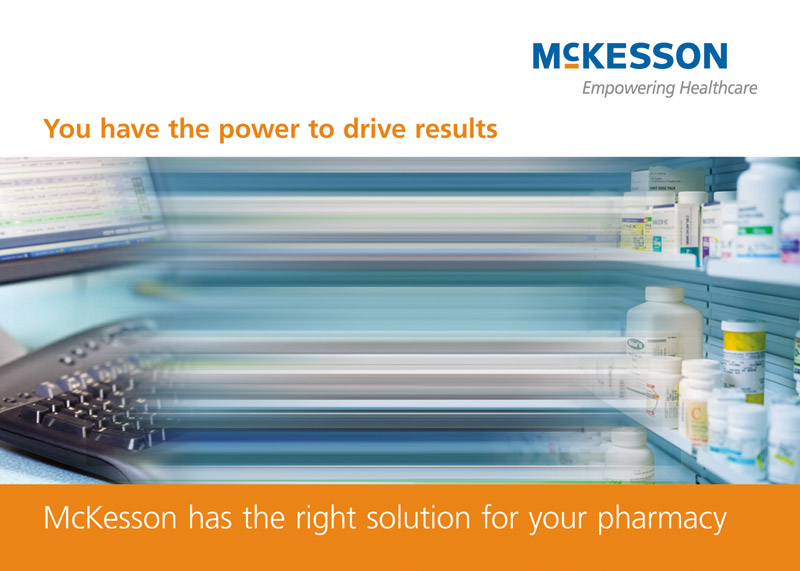 McKESSON
Empowering Healthcare
You have the power to drive results
McKesson has the right solution for your pharmacy